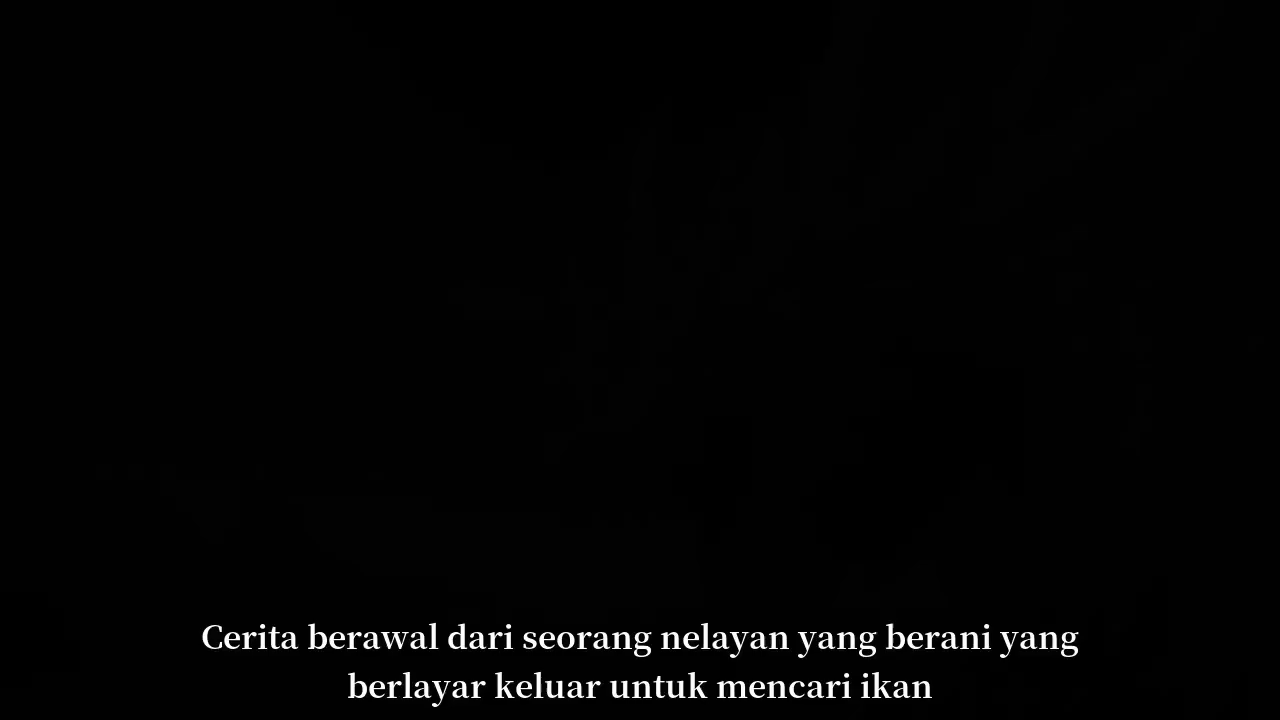 Cerita berawal dari seorang nelayan yang berani yang
berlayar keluar untuk mencari ikan